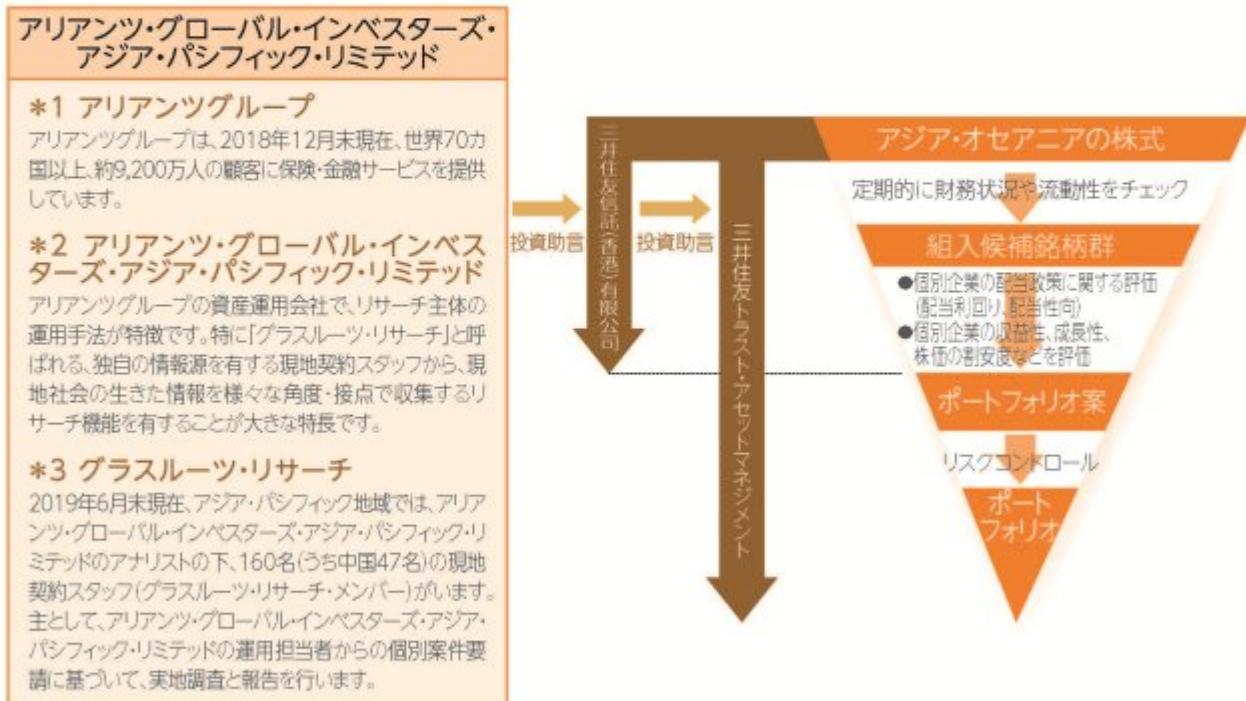 アリアンツ・グローバル・インベスターズ・
アジア・パシフィック・リミテッド
*1 アリアンツグループ
アリアンツグループは、2018年12月末現在、世界70カ
国以上、約9,200万人の顧客に保険・金融サービスを提供
しています。
*2 アリアンツ・グローバル・インベス
ターズ・アジア・パシフィック・リミテッド
アリアンツグループの資産運用会社で、リサーチ主体の
運用手法が特徴です。特に「グラスルーツ・リサーチ」と呼
ばれる、独自の情報源を有する現地契約スタッフから、現
地社会の生きた情報を様々な角度・接点で収集するリ
サーチ機能を有することが大きな特長です。
*3 グラスルーツ・リサーチ
2019年6月末現在、アジア・パシフィック地域では、アリア
ンツ・グローバル・インベスターズ・アジア・パシフィック・リ
ミテッドのアナリストの下、160名(うち中国47名)の現地
契約スタッフ(グラスルーツ・リサーチ・メンバー)がいます。
主として、アリアンツ・グローバル・インベスターズ・アジア・
パシフィック・リミテッドの運用担当者からの個別案件要
請に基づいて、実地調査と報告を行います。
投資助言
三井住友信託(香港)有限公司
投資助言
三井住友トラスト・アセットマネジメント
アジア・オセアニアの株式
定期的に財務状況や流動性をチェック
組入候補銘柄群
●個別企業の配当政策に関する評価
(配当利回り、配当性向)
●個別企業の収益性、成長性、
株価の割安度などを評価
ポートフォリオ案
リスクコントロール
ポート
フォリオ